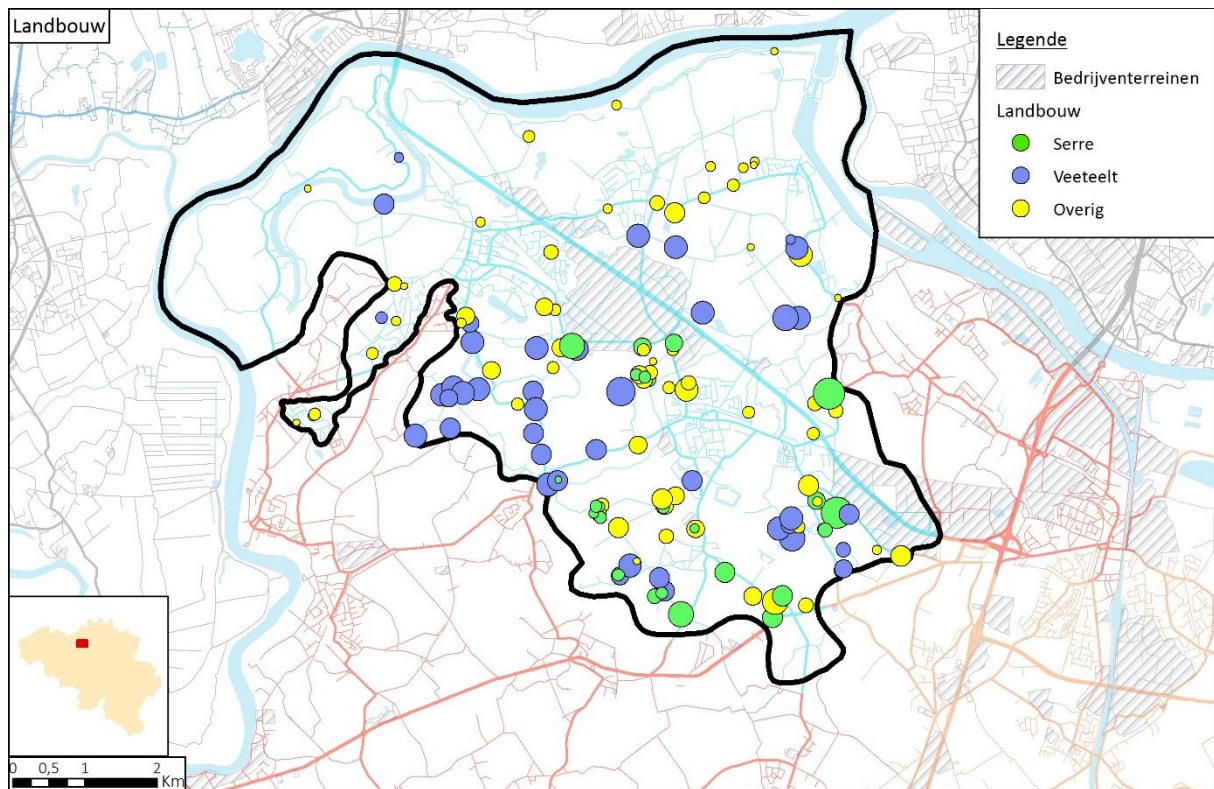 Landbouw
Legende
Bedrijventerreinen
Landbouw
Serre
Veeteelt
Overig
0 0,5 1 2
Km